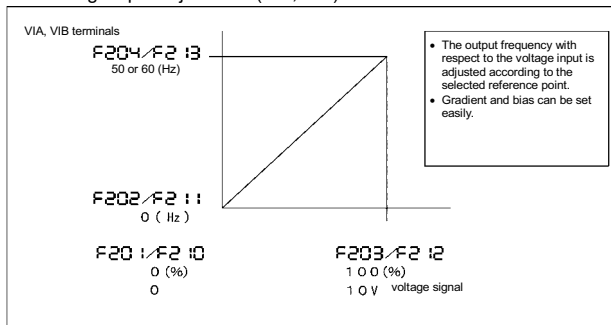 VIA, VIB terminals
F204/F213
50 or 60 (Hz)
• The output frequency with
respect to the voltage input is
adjusted according to the
selected reference point.
• Gradient and bias can be set
easily.
F202/F211
0 (Hz)
F201/F210
0 (%)
0
F203/F212
100 (%)
10V voltage signal